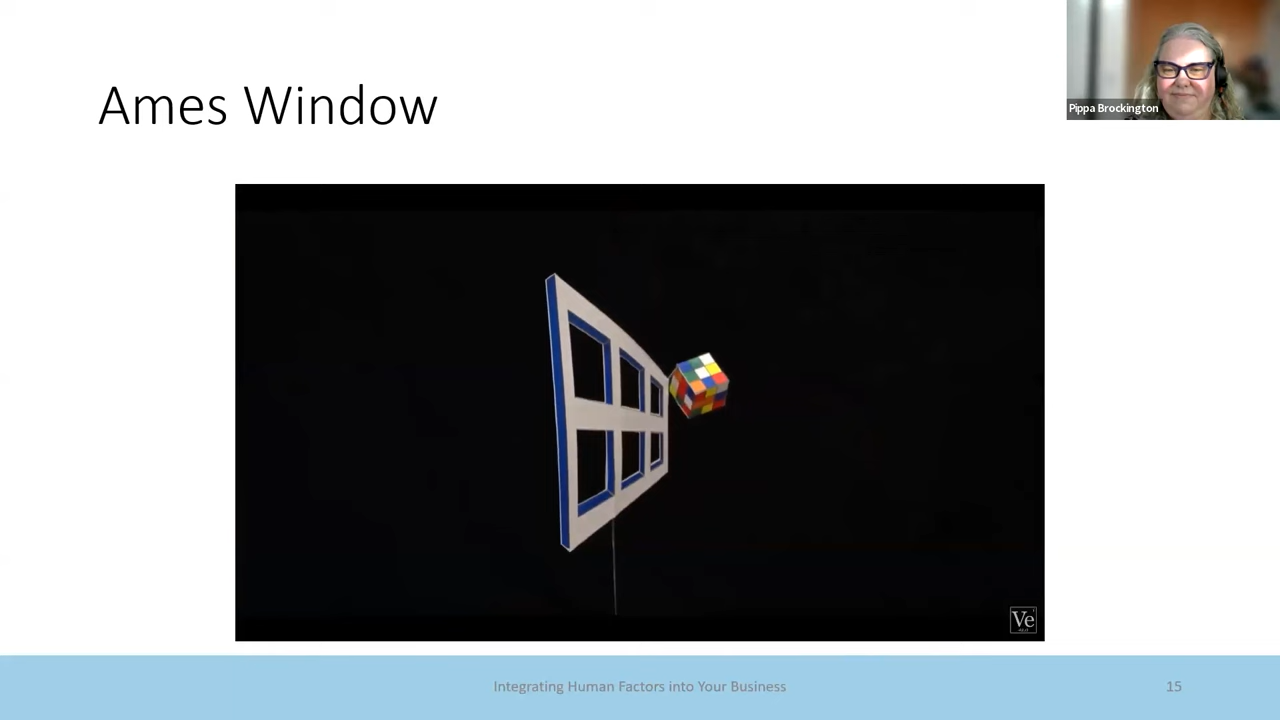 Ames Window
Pippa Brockington
Ve
Integrating Human Factors into Your Business
15